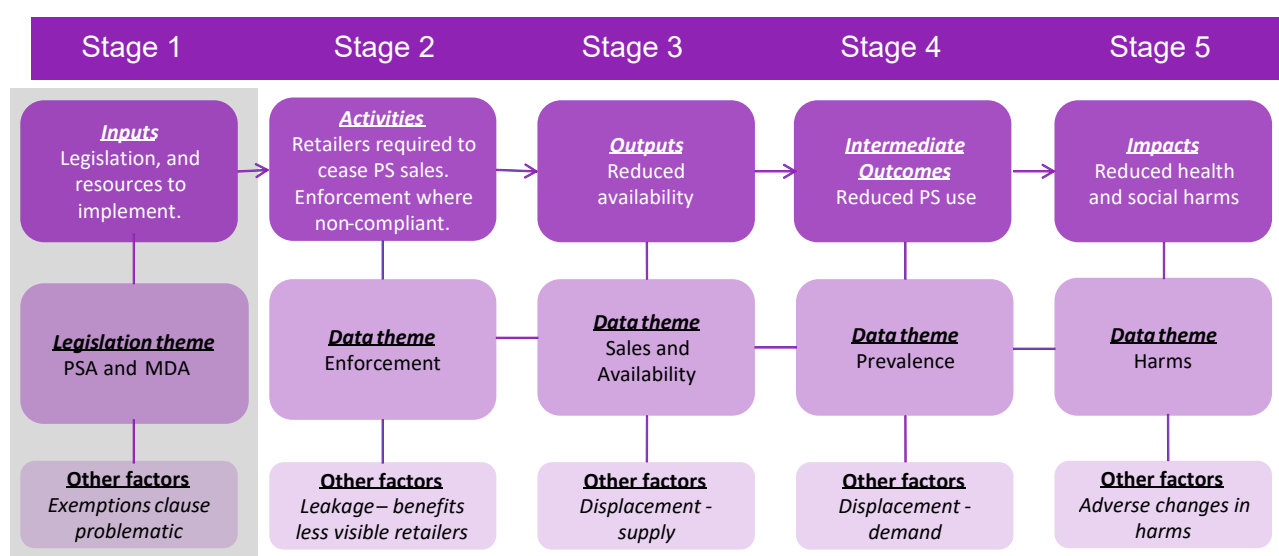 Stage 1
Stage 2
Stage 3
Stage 4
Stage 5
Inputs
Legislation, and
resources to
implement.
Activities
Retailers required to
cease PS sales.
Enforcement where
non-compliant.
Outputs
Reduced
availability
Intermediate
Outcomes
Reduced PS use
Impacts
Reduced health
and social harms
Legislation theme
PSA and MDA
Data theme
Enforcement
Data theme
Sales and
Availability
Data theme
Prevalence
Data theme
Harms
Other factors
Exemptions clause
problematic
Other factors
Leakage – benefits
less visible retailers
Other factors
Displacement -
supply
Other factors
Displacement -
demand
Other factors
Adverse changes in
harms